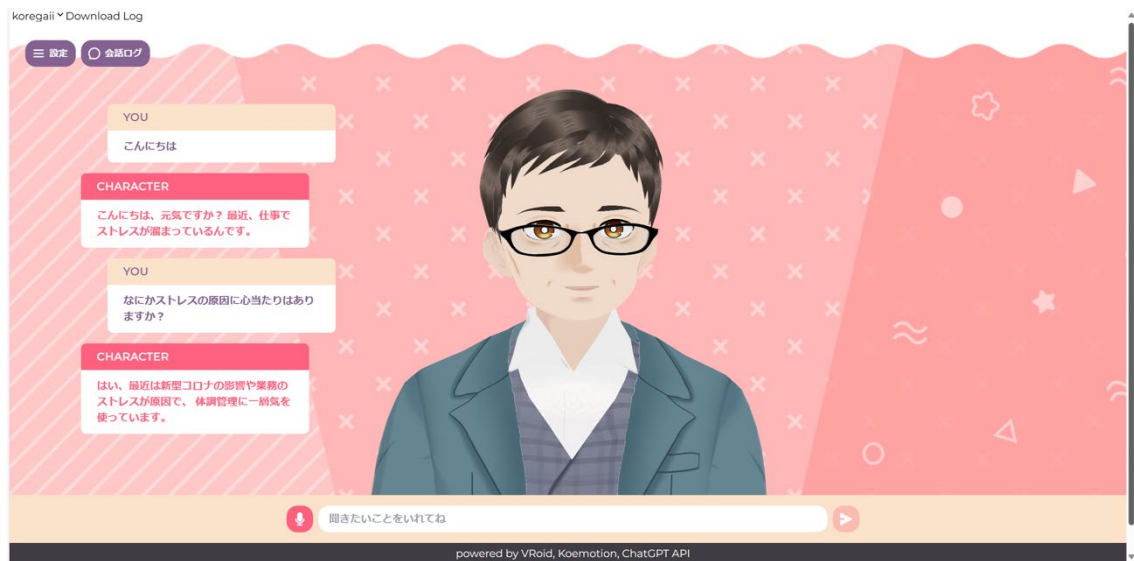 koregaii Download Log
設定 会話ログ
YOU
こんにちは
CHARACTER
こんにちは、元気ですか？ 最近、仕事で
ストレスが溜まっているんです。
YOU
なにかストレスの原因に心当たりはあり
ますか？
CHARACTER
はい、最近は新型コロナの影響や業務の
ストレスが原因で、 体調管理に一層気を
使っています。
聞きたいことをいれてね
powered by VRoid, Koemotion, ChatGPT API